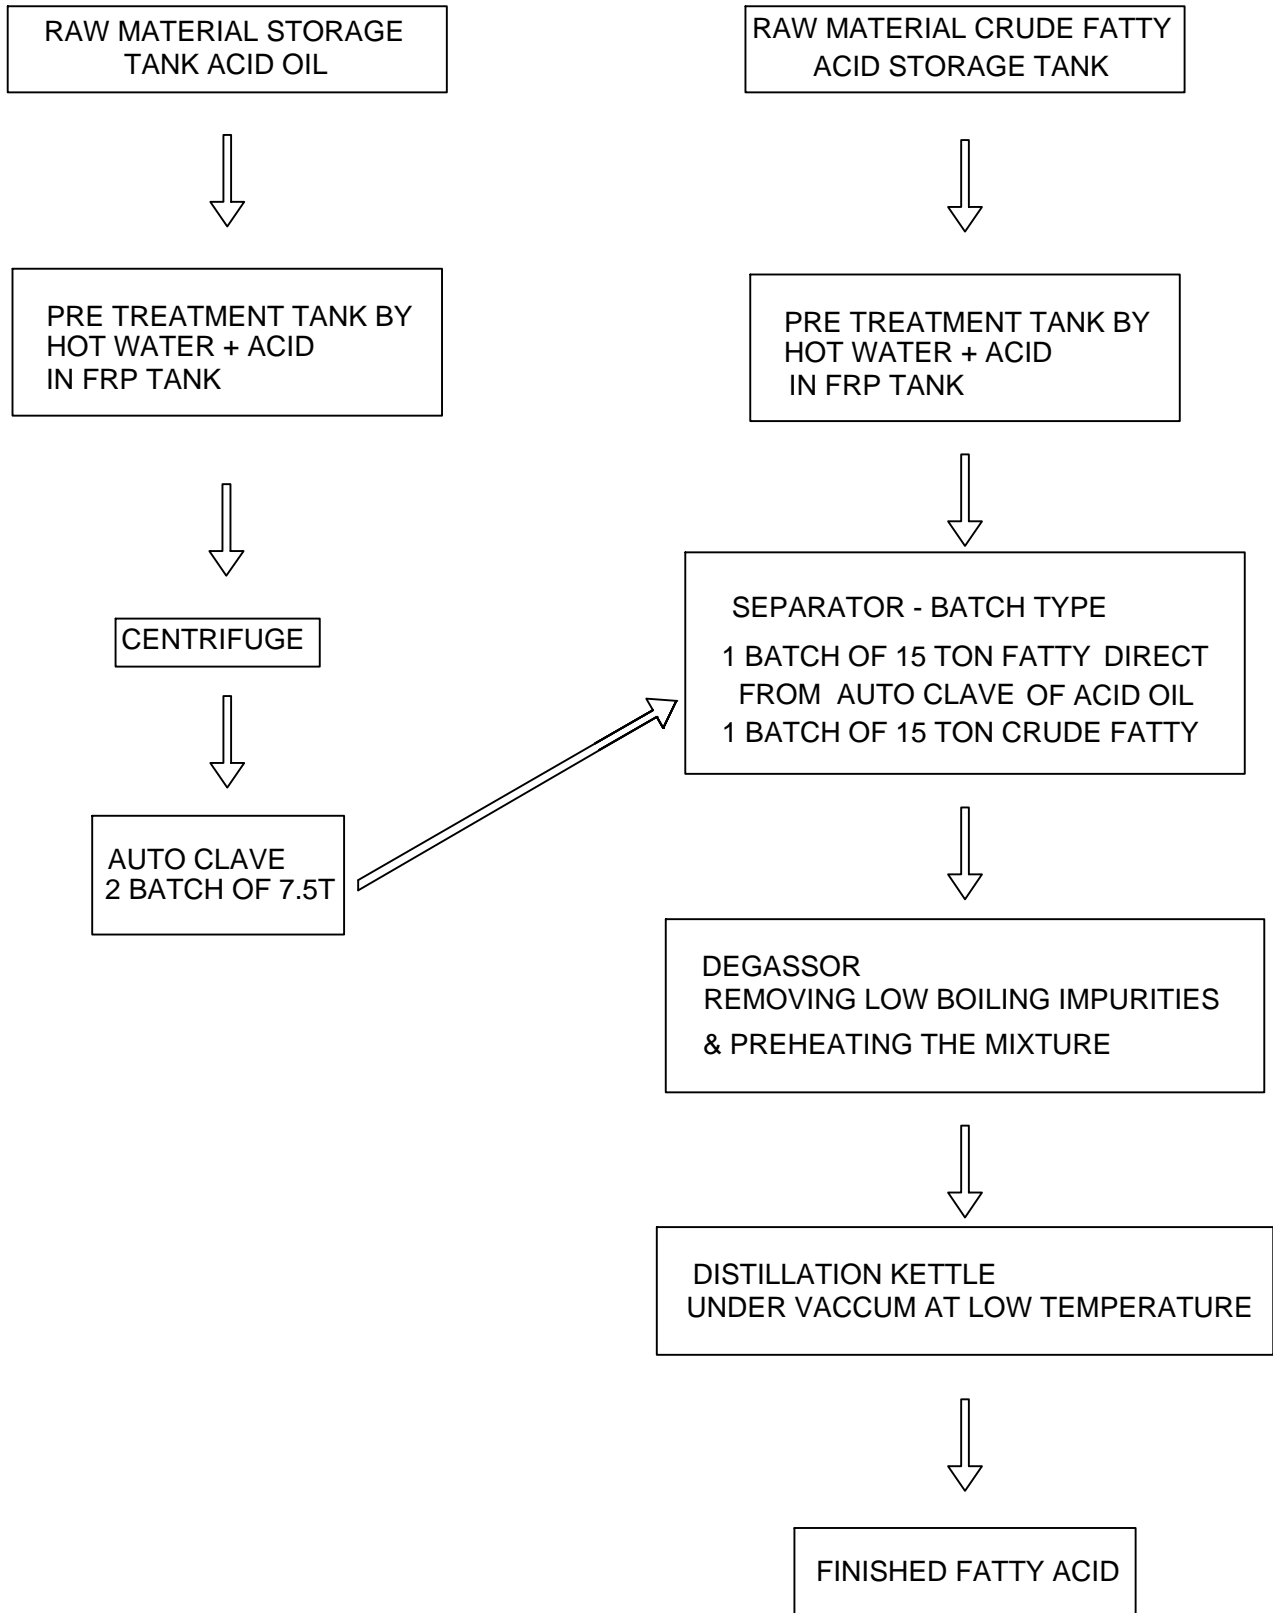 RAW MATERIAL STORAGE
TANK ACID OIL
RAW MATERIAL CRUDE FATTY
ACID STORAGE TANK
PRE TREATMENT TANK BY
HOT WATER + ACID
IN FRP TANK
PRE TREATMENT TANK BY
HOT WATER + ACID
IN FRP TANK
CENTRIFUGE
AUTO CLAVE
2 BATCH OF 7.5T
SEPARATOR - BATCH TYPE
1 BATCH OF 15 TON FATTY DIRECT
FROM AUTO CLAVE OF ACID OIL
1 BATCH OF 15 TON CRUDE FATTY
DEGASSOR
REMOVING LOW BOILING IMPURITIES
& PREHEATING THE MIXTURE
DISTILLATION KETTLE
UNDER VACCUM AT LOW TEMPERATURE
FINISHED FATTY ACID